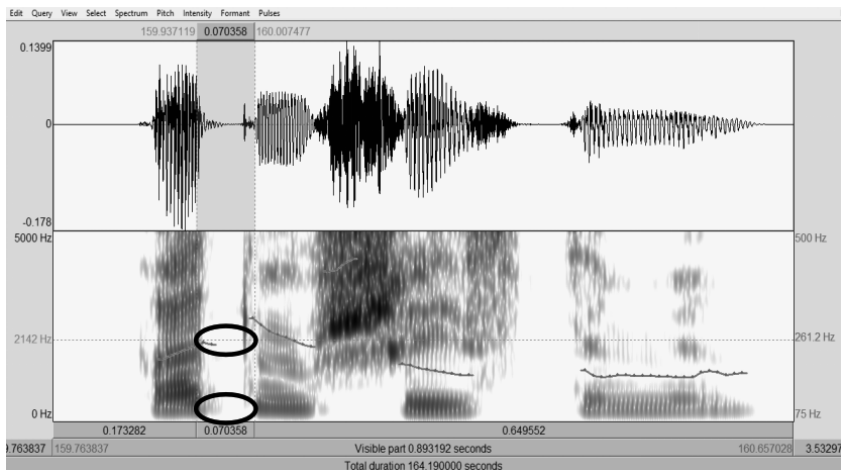 Edit Query View Select Spectrum Pitch Intensity Formant Pulses
159.937119 0.070358 160.007477
0.1399
0
-0.178
5000 Hz 500 Hz
2142 Hz 261.2 Hz
0 Hz 75 Hz
0.173282 0.070358 0.649552
159.763837 Visible part 0.893192 seconds 160.657028
Total duration 164.190000 seconds